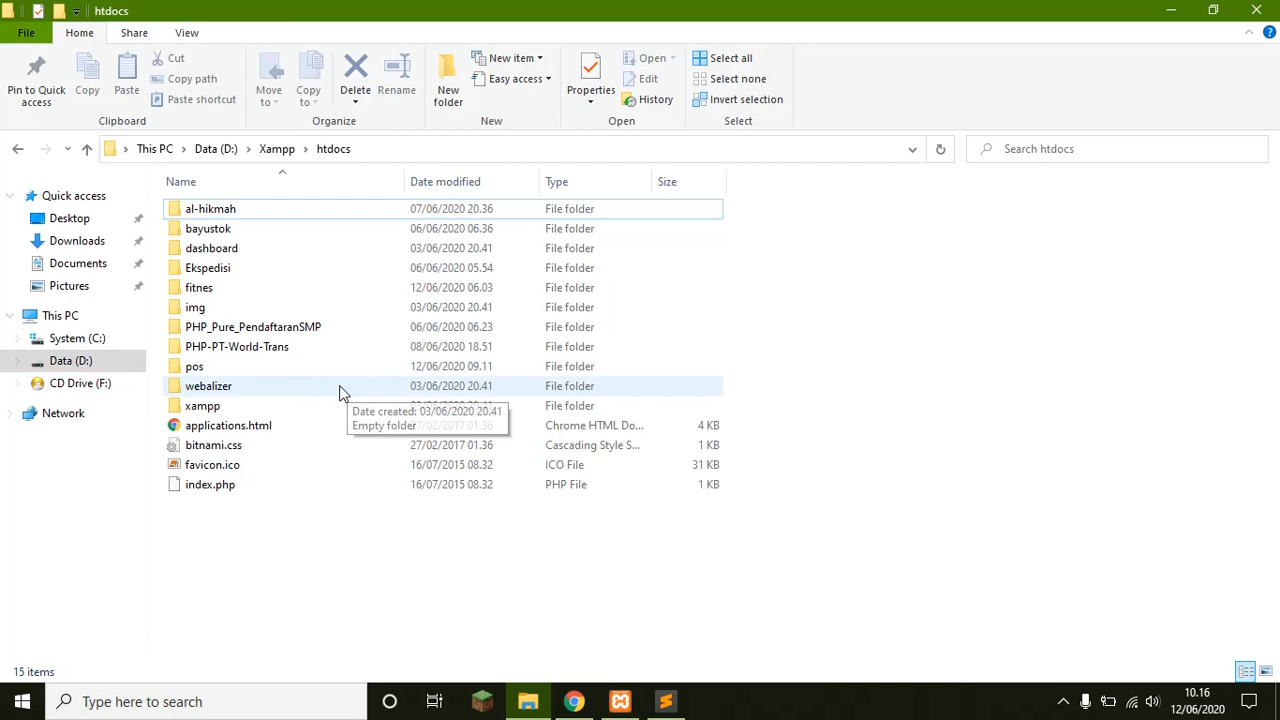 htdocs
File Home Share View
Pin to Quick access
Copy
Paste
Cut
Copy path
Paste shortcut
Clipboard
Move to
Copy to
Delete
Rename
Organize
New folder
New item
Easy access
New
Properties
Open
Edit
History
Open
Select all
Select none
Invert selection
Select
This PC Data (D:) Xampp htdocs
Search htdocs
Quick access
Desktop
Downloads
Documents
Pictures
This PC
System (C:)
Data (D:)
CD Drive (F:)
Network
Name Date modified Type Size
al-hikmah 07/06/2020 20.36 File folder
bayustok 06/06/2020 06.36 File folder
dashboard 03/06/2020 20.41 File folder
Ekspedisi 06/06/2020 05.54 File folder
fitnes 12/06/2020 06.03 File folder
img 03/06/2020 20.41 File folder
PHP_Pure_PendaftaranSMP 06/06/2020 06.23 File folder
PHP-PT-World-Trans 08/06/2020 18.51 File folder
pos 12/06/2020 09.11 File folder
webalizer 03/06/2020 20.41 File folder
xampp File folder
Date created: 03/06/2020 20.41
Empty folder
applications.html 27/02/2017 01.36 Chrome HTML Do... 4 KB
bitnami.css 27/02/2017 01.36 Cascading Style S... 1 KB
favicon.ico 16/07/2015 08.32 ICO File 31 KB
index.php 16/07/2015 08.32 PHP File 1 KB
15 items
Type here to search
10.16
12/06/2020